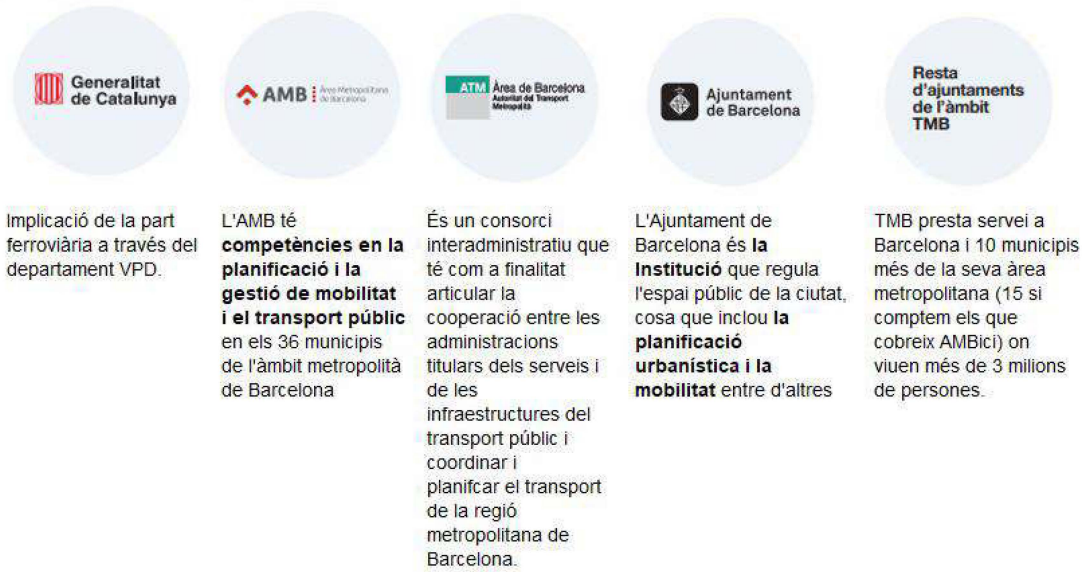 Generalitat
de Catalunya
Implicació de la part
ferroviària a través del
departament VPD.
AMB
Àrea Metropolitana
de Barcelona
L'AMB té
competències en la
planificació i la
gestió de mobilitat
i el transport públic
en els 36 municipis
de l'àmbit metropolità
de Barcelona
ATM
Àrea de Barcelona
Autoritat del Transport
Metropolità
És un consorci
interadministratiu que
té com a finalitat
articular la
cooperació entre les
administracions
titulars dels serveis i
de les
infraestructures del
transport públic i
coordinar i
planifcar el transport
de la regió
metropolitana de
Barcelona.
Ajuntament
de Barcelona
L'Ajuntament de
Barcelona és la
Institució que regula
l'espai públic de la ciutat,
cosa que inclou la
planificació
urbanística i la
mobilitat entre d'altres
Resta
d'ajuntaments
de l'àmbit
TMB
TMB presta servei a
Barcelona i 10 municipis
més de la seva àrea
metropolitana (15 si
comptem els que
cobreix AMBici) on
viuen més de 3 milions
de persones.